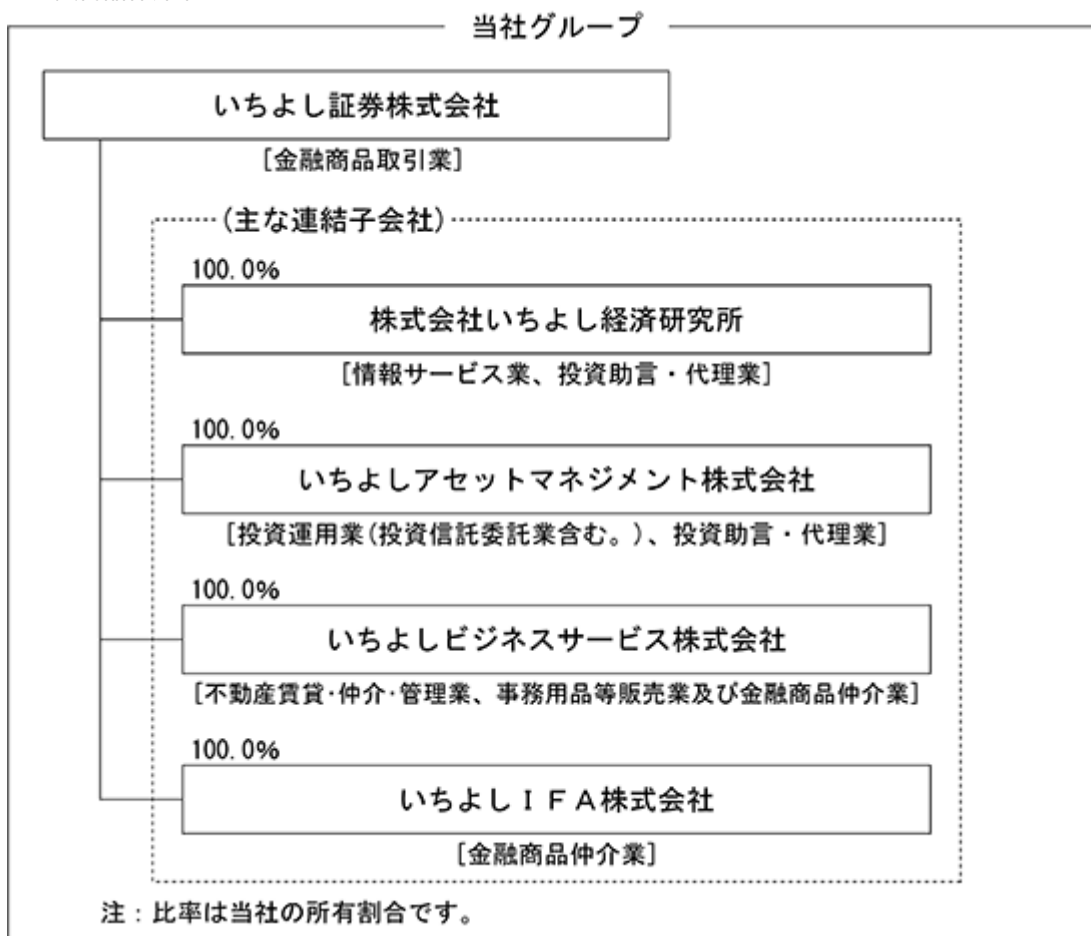 当社グループ
いちよし証券株式会社
[金融商品取引業]
(主な連結子会社)
100.0%
株式会社いちよし経済研究所
[情報サービス業、投資助言・代理業]
100.0%
いちよしアセットマネジメント株式会社
[投資運用業(投資信託委託業含む。)、投資助言・代理業]
100.0%
いちよしビジネスサービス株式会社
[不動産賃貸・仲介・管理業、事務用品等販売業及び金融商品仲介業]
100.0%
いちよしＩＦＡ株式会社
[金融商品仲介業]
注：比率は当社の所有割合です。